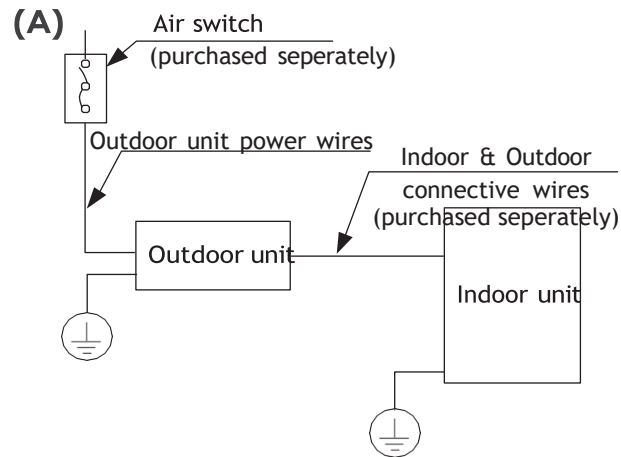 (A)
Air switch
(purchased seperately)
Outdoor unit power wires
Indoor & Outdoor
connective wires
(purchased seperately)
Outdoor unit
Indoor unit